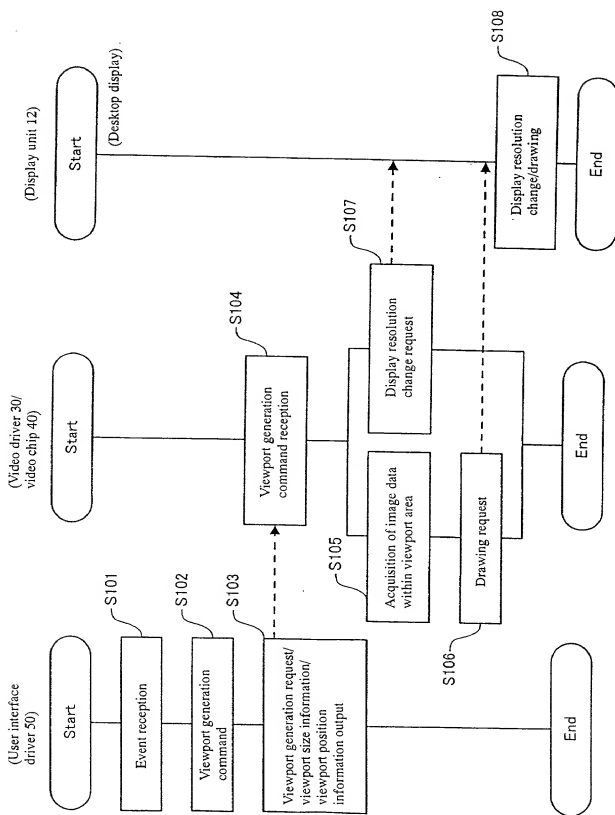 (User interface
driver 50)
Start
S101
Event reception
S102
Viewport generation
command
S103
Viewport generation request/
viewport size information/
viewport position
information output
End
(Video driver 30/
video chip 40)
Start
S104
Viewport generation
command reception
S105
Acquisition of image data
within viewport area
S106
Drawing request
S107
Display resolution
change request
End
(Display unit 12)
Start
(Desktop display)
S108
Display resolution
change/drawing
End